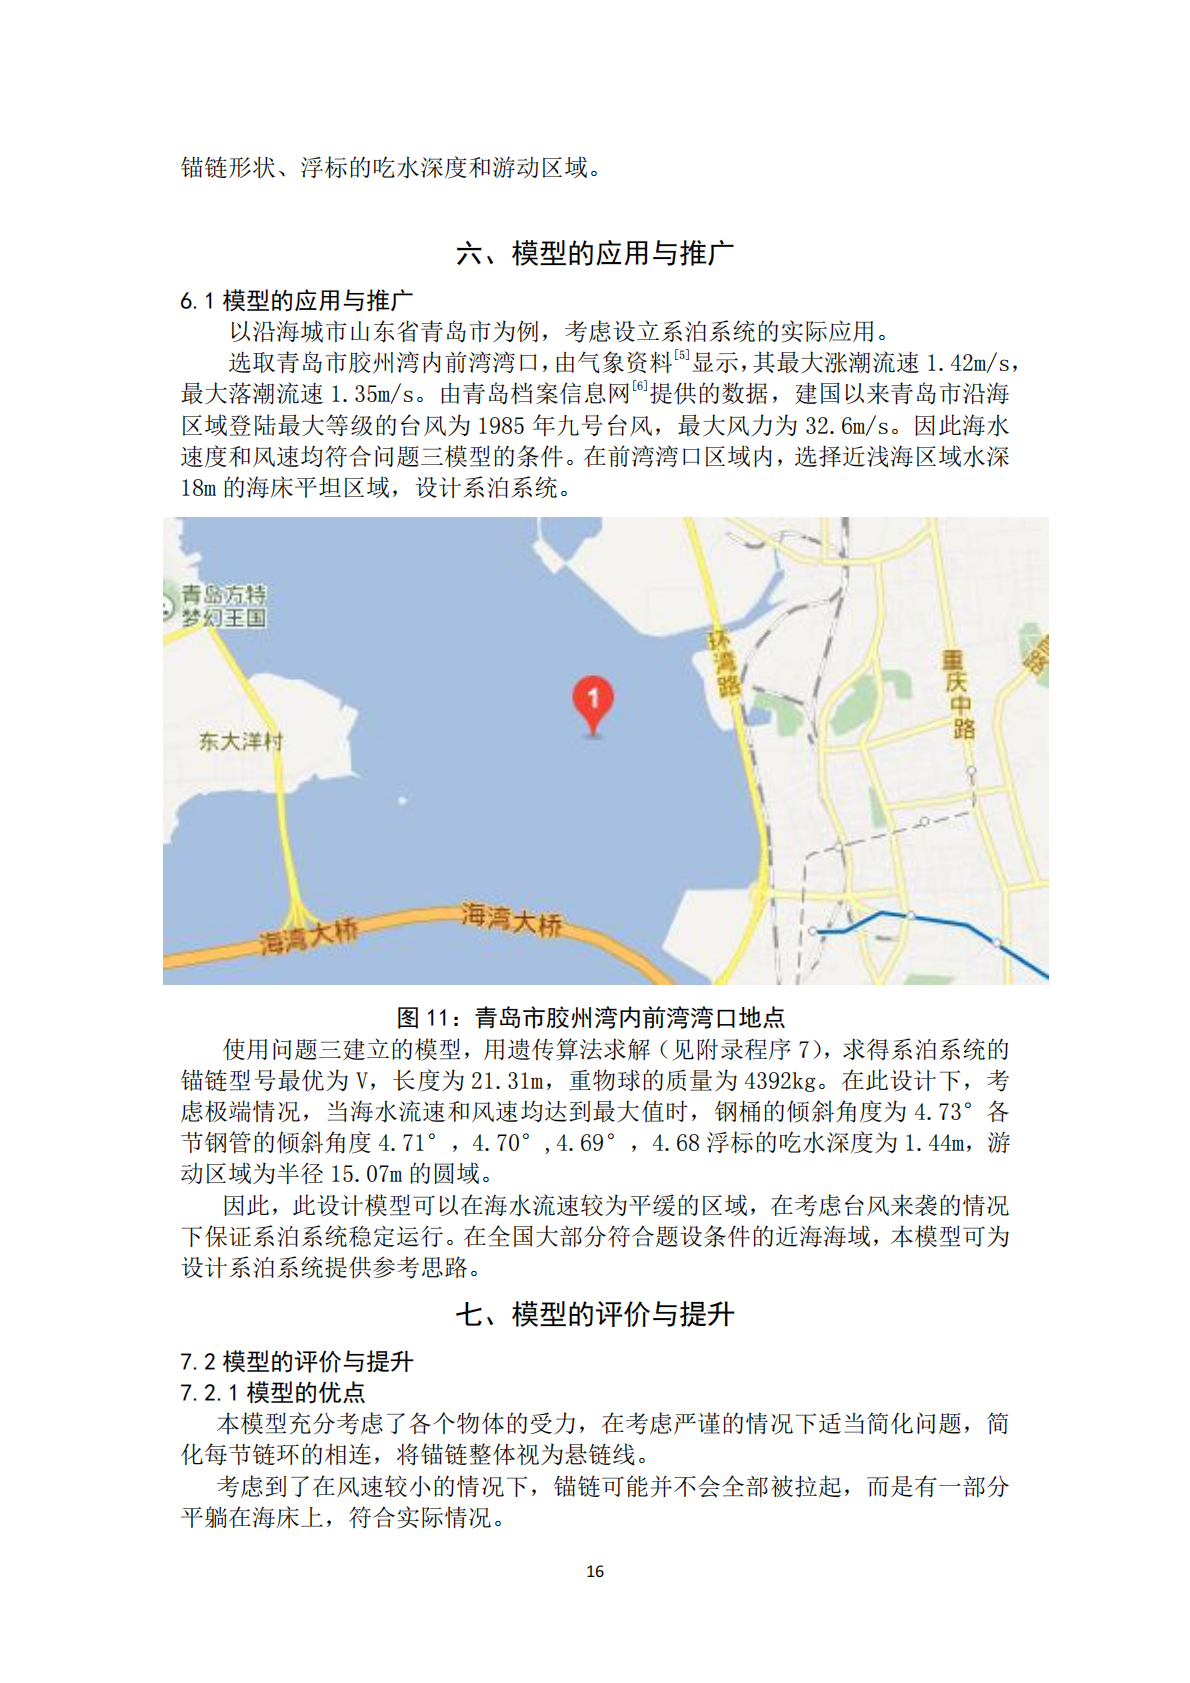 锚链形状、浮标的吃水深度和游动区域。
六、模型的应用与推广
6.1 模型的应用与推广
以沿海城市山东省青岛市为例，考虑设立系泊系统的实际应用。
选取青岛市胶州湾内前湾湾口，由气象资料[5]显示，其最大涨潮流速 1.42m/s，
最大落潮流速 1.35m/s。由青岛档案信息网[6]提供的数据，建国以来青岛市沿海
区域登陆最大等级的台风为 1985 年九号台风，最大风力为 32.6m/s。因此海水
速度和风速均符合问题三模型的条件。在前湾湾口区域内，选择近浅海区域水深
18m 的海床平坦区域，设计系泊系统。
青岛方特
梦幻王国
环湾路
重庆中路
1
东大洋村
海湾大桥
海湾大桥
图 11：青岛市胶州湾内前湾湾口地点
使用问题三建立的模型，用遗传算法求解（见附录程序 7），求得系泊系统的
锚链型号最优为 V，长度为 21.31m，重物球的质量为 4392kg。在此设计下，考
虑极端情况，当海水流速和风速均达到最大值时，钢桶的倾斜角度为 4.73° 各
节钢管的倾斜角度 4.71° ，4.70° ,4.69° ，4.68 浮标的吃水深度为 1.44m，游
动区域为半径 15.07m 的圆域。
因此，此设计模型可以在海水流速较为平缓的区域，在考虑台风来袭的情况
下保证系泊系统稳定运行。在全国大部分符合题设条件的近海海域，本模型可为
设计系泊系统提供参考思路。
七、模型的评价与提升
7.2 模型的评价与提升
7.2.1 模型的优点
本模型充分考虑了各个物体的受力，在考虑严谨的情况下适当简化问题，简
化每节链环的相连，将锚链整体视为悬链线。
考虑到了在风速较小的情况下，锚链可能并不会全部被拉起，而是有一部分
平躺在海床上，符合实际情况。
16